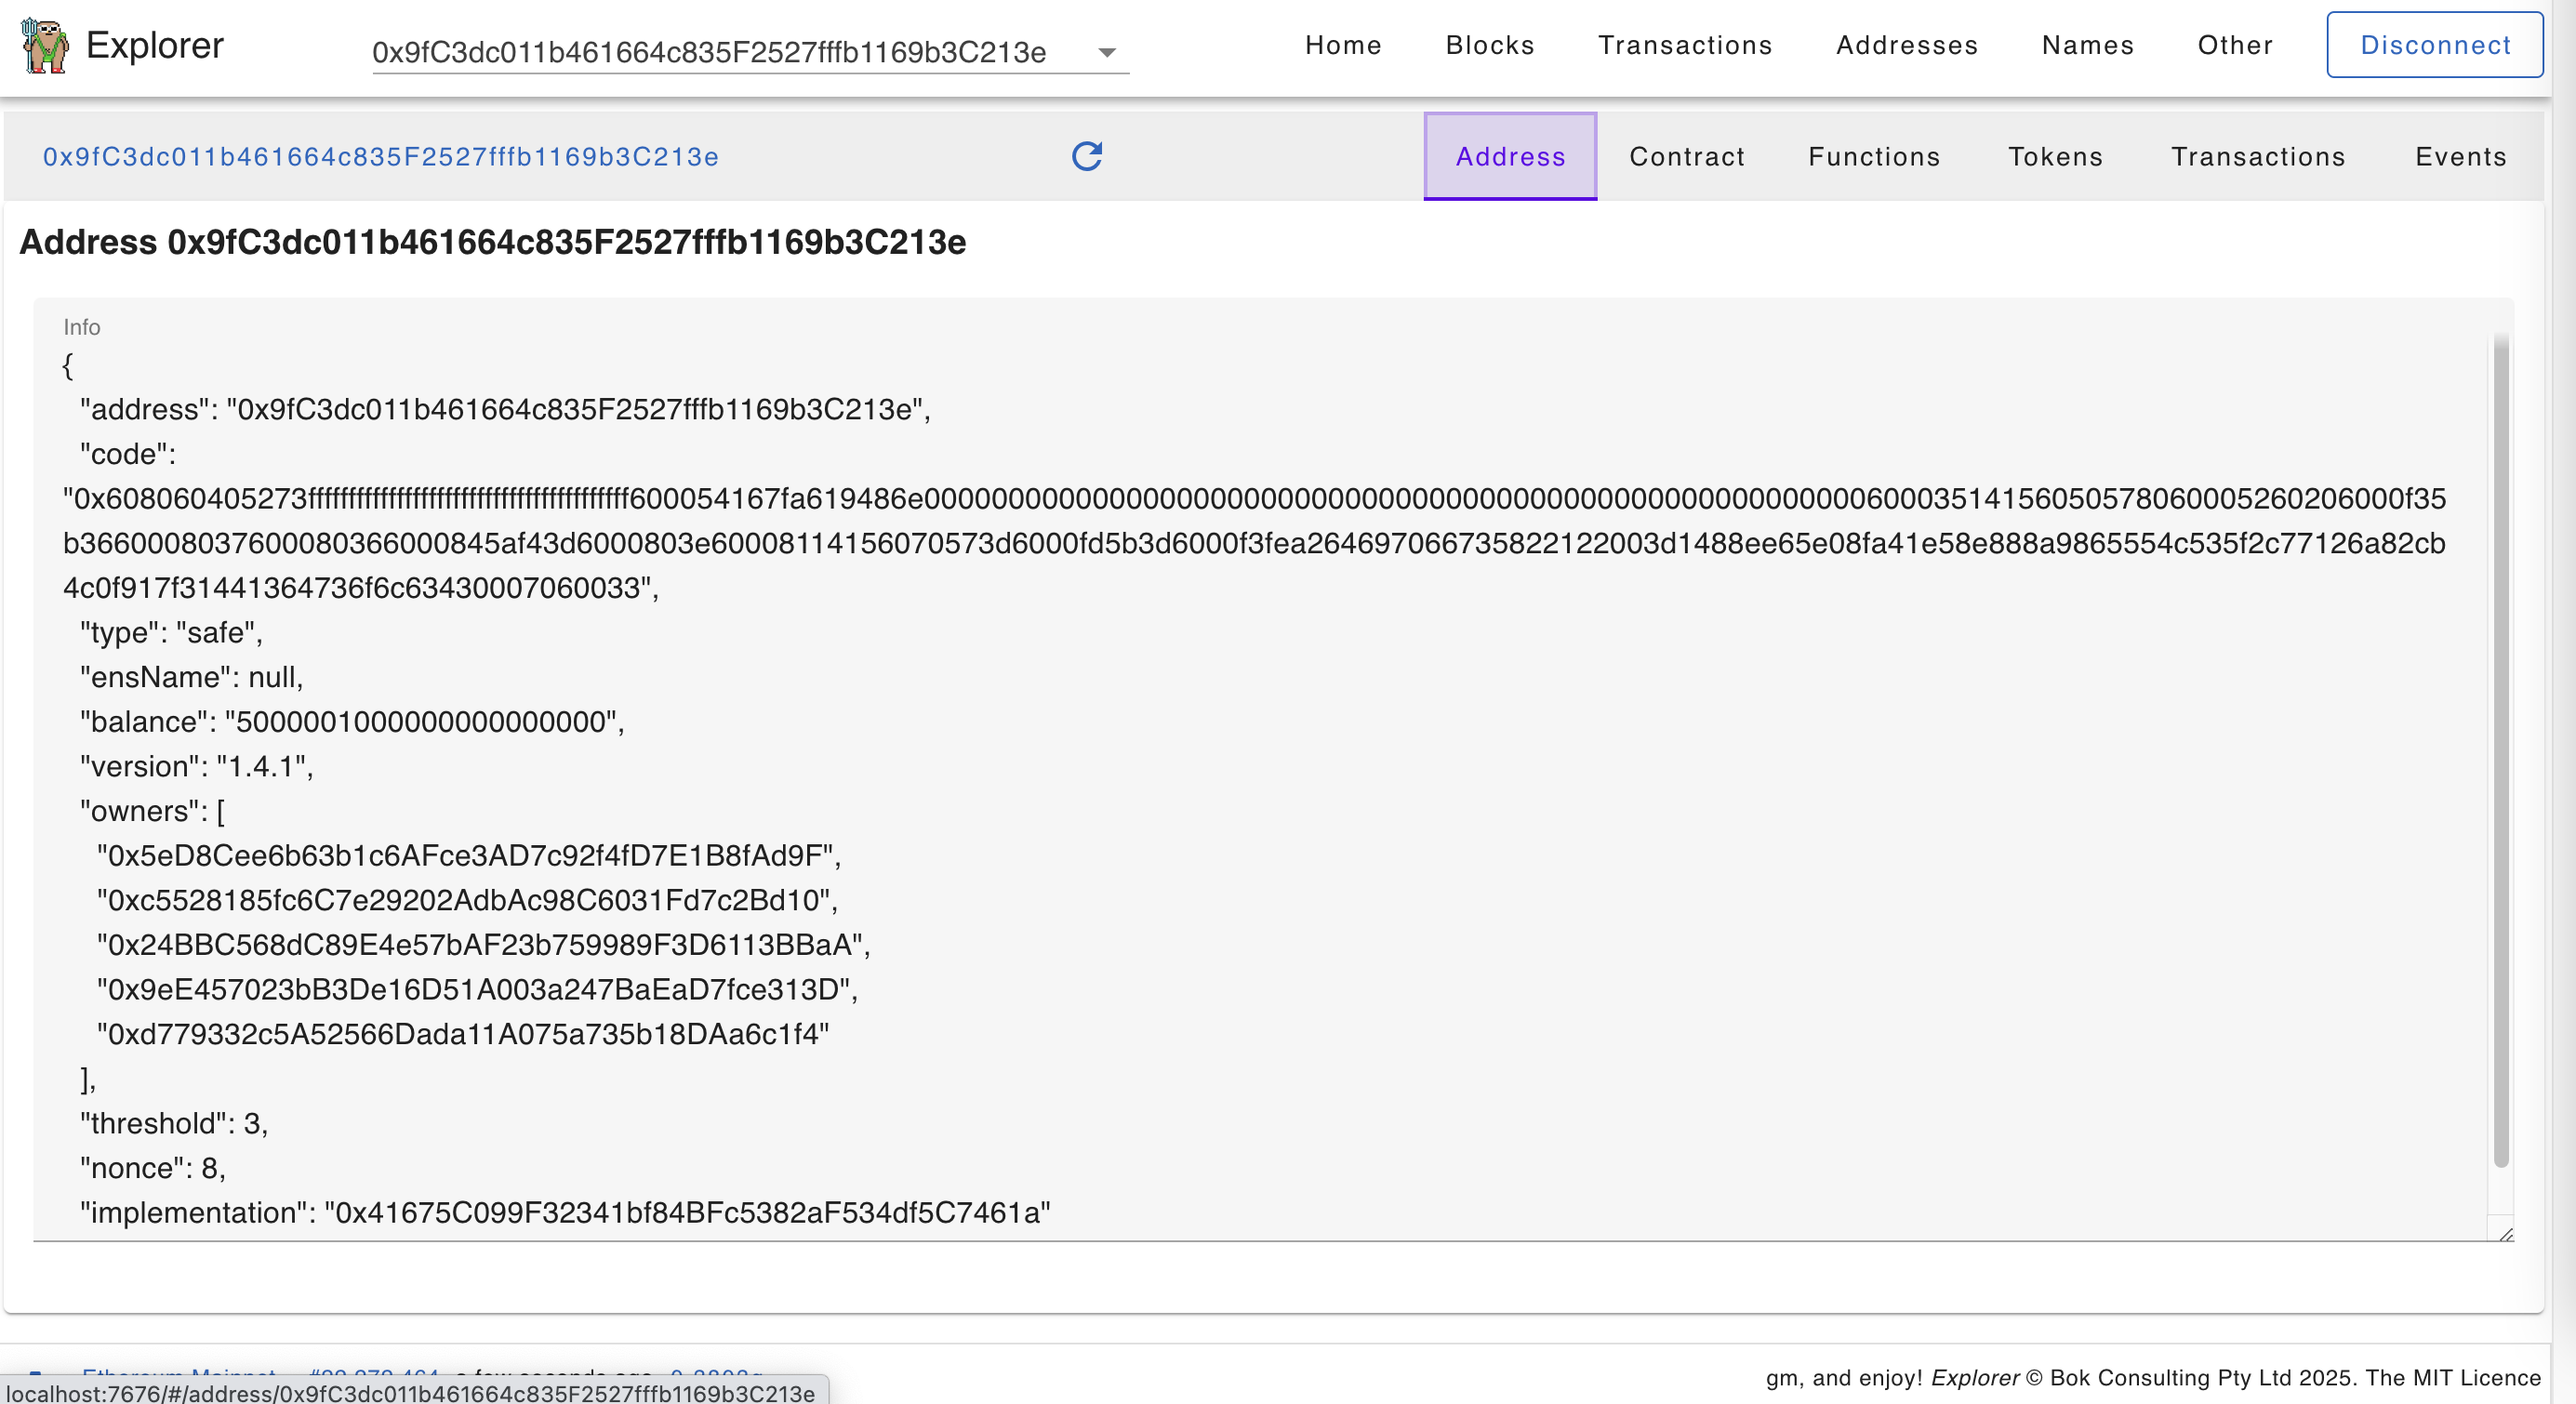 Explorer
0x9fC3dc011b461664c835F2527fffb1169b3C213e
Home Blocks Transactions Addresses Names Other Disconnect
0x9fC3dc011b461664c835F2527fffb1169b3C213e
Address Contract Functions Tokens Transactions Events
Address 0x9fC3dc011b461664c835F2527fffb1169b3C213e
Info
{
"address": "0x9fC3dc011b461664c835F2527fffb1169b3C213e",
"code":
"0x608060405273ffffffffffffffffffffffffffffffffffffffff600054167fa619486e0000000000000000000000000000000000000000000000000000000060003514156050578060005260206000f35
b3660008037600080366000845af43d6000803e60008114156070573d6000fd5b3d6000f3fea264697066735822122003d1488ee65e08fa41e58e888a9865554c535f2c77126a82cb
4c0f917f31441364736f6c63430007060033",
"type": "safe",
"ensName": null,
"balance": "5000001000000000000000",
"version": "1.4.1",
"owners": [
"0x5eD8Cee6b63b1c6AFce3AD7c92f4fD7E1B8fAd9F",
"0xc5528185fc6C7e29202AdbAc98C6031Fd7c2Bd10",
"0x24BBC568dC89E4e57bAF23b759989F3D6113BBaA",
"0x9eE457023bB3De16D51A003a247BaEaD7fce313D",
"0xd779332c5A52566Dada11A075a735b18DAa6c1f4"
],
"threshold": 3,
"nonce": 8,
"implementation": "0x41675C099F32341bf84BFc5382aF534df5C7461a"
gm, and enjoy! Explorer © Bok Consulting Pty Ltd 2025. The MIT Licence
localhost:7676/#/address/0x9fC3dc011b461664c835F2527fffb1169b3C213e